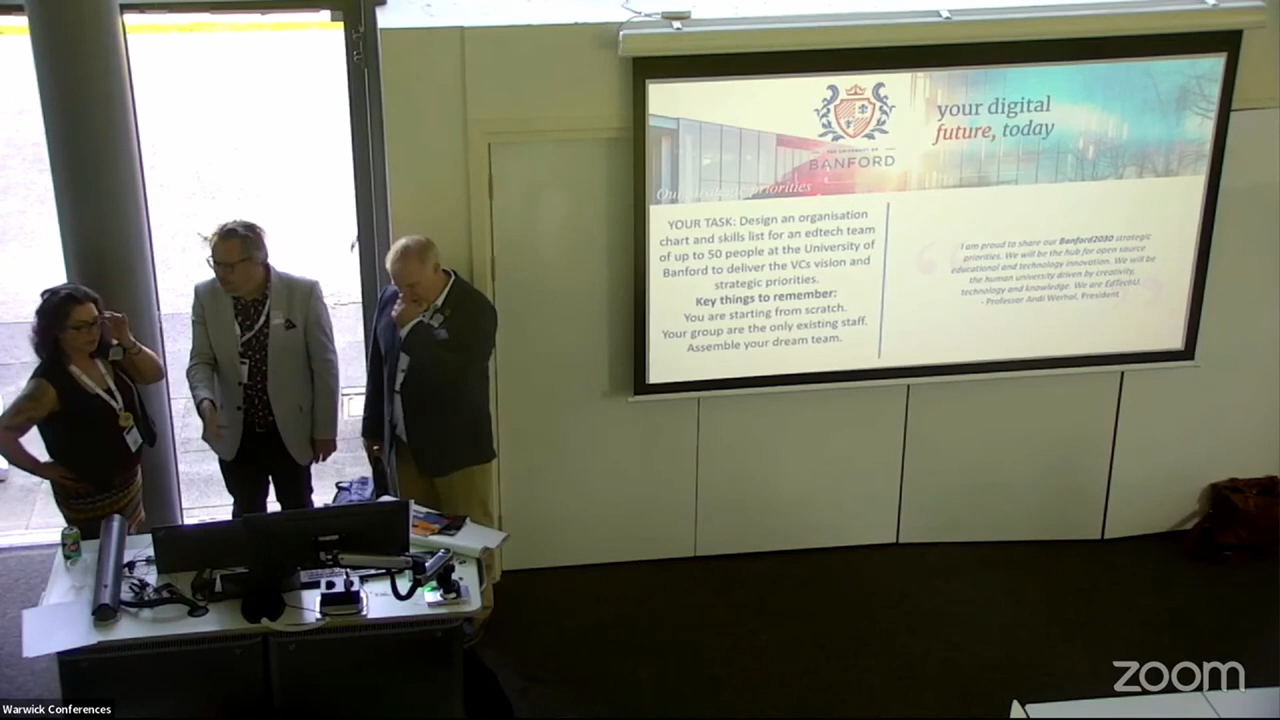 your digital
future, today
THE UNIVERSITY OF
BANFORD
Our strategic priorities
YOUR TASK: Design an organisation
chart and skills list for an edtech team
of up to 50 people at the University of
Banford to deliver the VCs vision and
strategic priorities.
Key things to remember:
You are starting from scratch.
Your group are the only existing staff.
Assemble your dream team.
I am proud to share our Banford2030 strategic
priorities. We will be the hub for open source
educational and technology innovation. We will be
the human university driven by creativity,
technology and knowledge. We are EdTechU.
- Professor Andi Werhol, President
zoom
Warwick Conferences